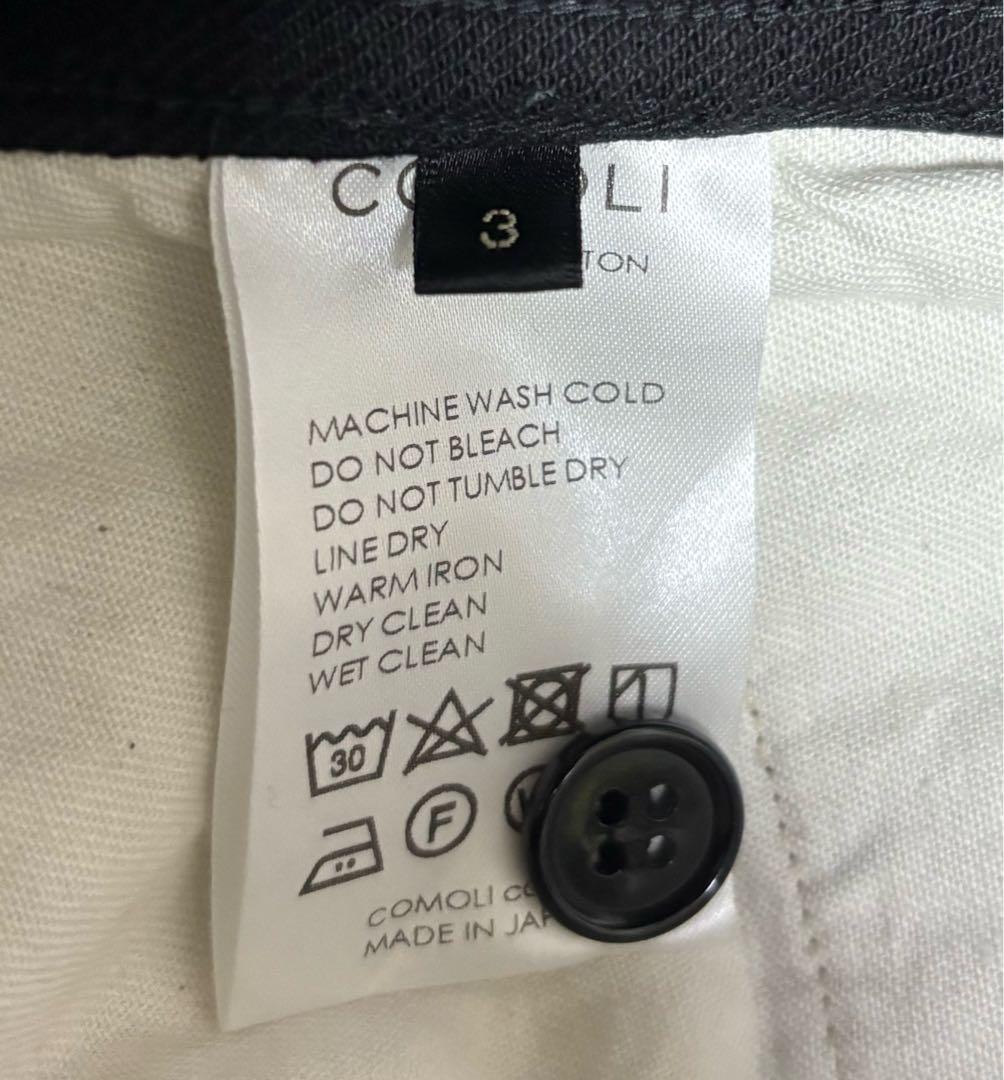 3
MACHINE WASH COLD
DO NOT BLEACH
DO NOT TUMBLE DRY
LINE DRY
WARM IRON
DRY CLEAN
WET CLEAN
30
F
COMOLI
MADE IN